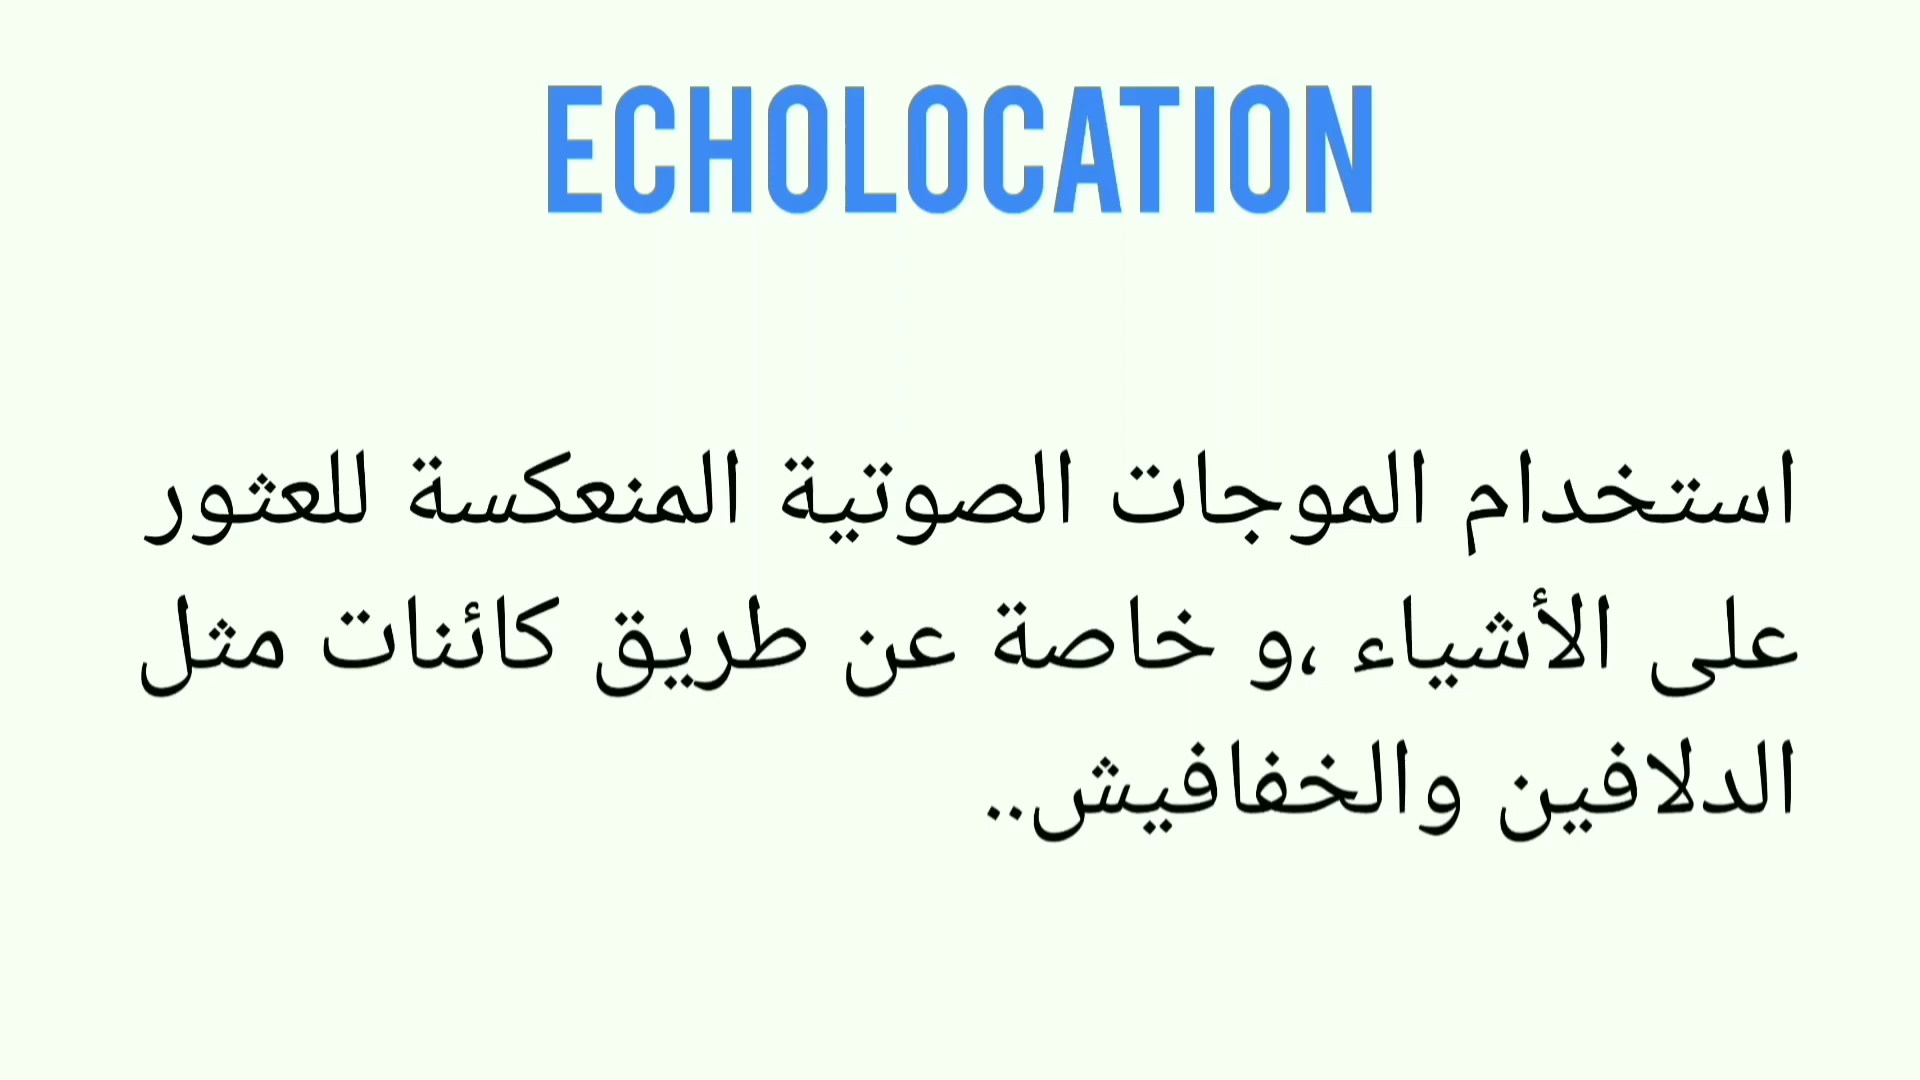 ECHOLOCATION
استخدام الموجات الصوتية المنعكسة للعثور
على الأشياء ،و خاصة عن طريق كائنات مثل
الدلافين والخفافيش..